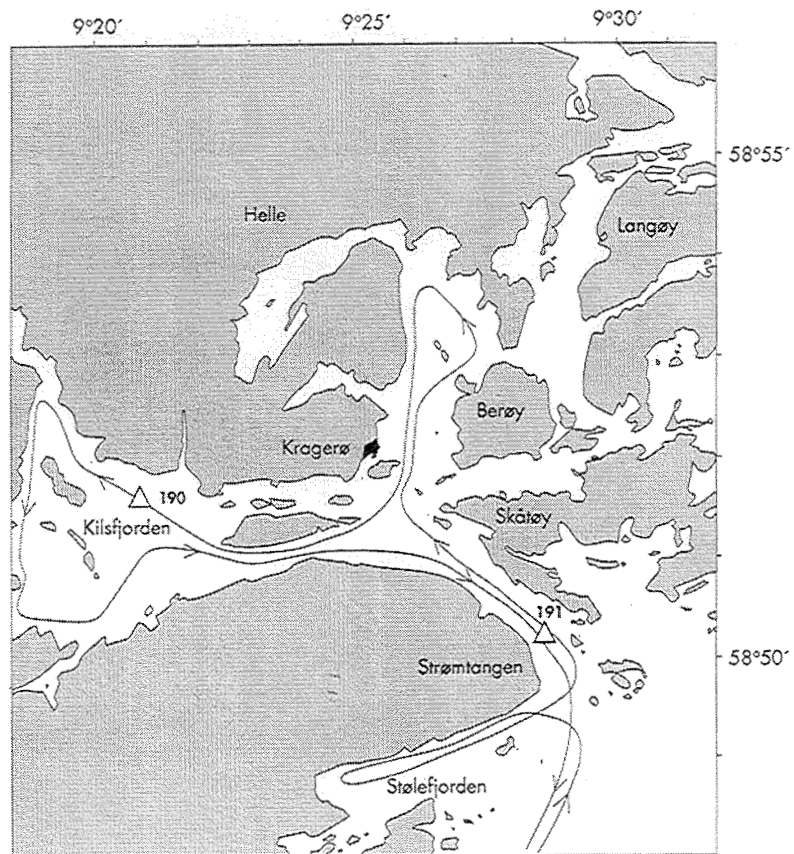 9°20′
9°25′
9°30′
58°55′
Helle
Langøy
Berøy
Kragerø
190
Skåtøy
Kilsfjorden
191
58°50′
Strømtangen
Stølefjorden